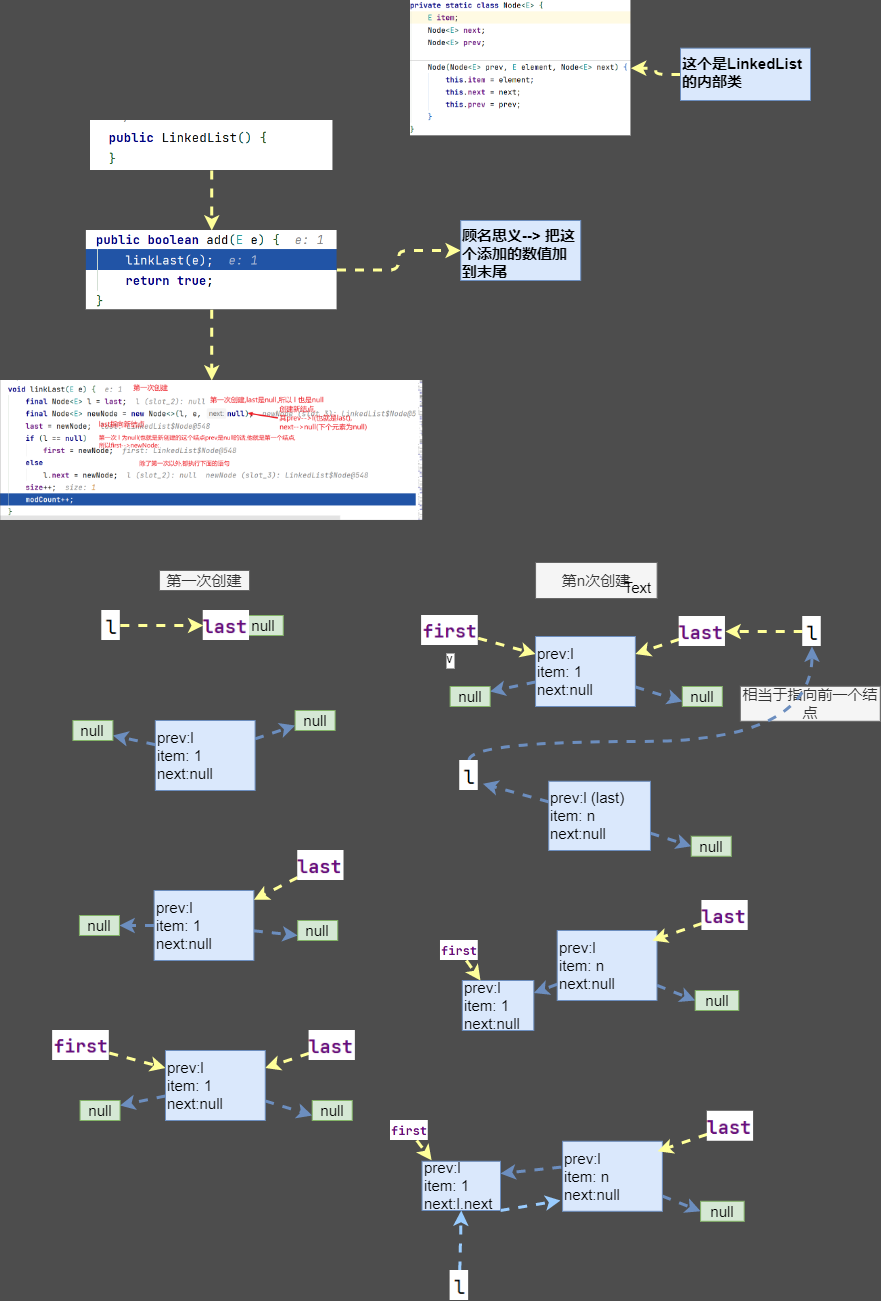 private static class Node<E> {
E item;
Node<E> next;
Node<E> prev;
Node(Node<E> prev, E element, Node<E> next) {
this.item = element;
this.next = next;
this.prev = prev;
}
}
这个是LinkedList
的内部类
public LinkedList() {
}
public boolean add(E e) {  e: 1
linkLast(e);  e: 1
return true;
}
顾名思义--> 把这
个添加的数值加
到末尾
void linkLast(E e) {  e: 1  第一次创建
final Node<E> l = last;  l (slot_2): null  第一次创建,last是null,所以 l 也是null
创建新结点
final Node<E> newNode = new Node<>(l, e, next: null);  newNode (slot_3): LinkedList$Node@5
其prev-->l(也就是last),
next-->null(下个元素为null)
last指向新结点
last = newNode;  last: LinkedList$Node@548
if (l == null)  第一次 l 为null(也就是新创建的这个结点prev是null的话,他就是第一个结点,
所以first-->newNode;
first = newNode;  first: LinkedList$Node@548
else  除了第一次以外,都执行下面的语句
l.next = newNode;  l (slot_2): null  newNode (slot_3): LinkedList$Node@548
size++;  size: 1
modCount++;
}
第一次创建
l
last
null
null
null
prev:l
item: 1
next:null
last
null
prev:l
item: 1
next:null
null
first
last
prev:l
item: 1
next:null
null
null
第n次创建
Text
first
last
l
v
prev:l
item: 1
next:null
null
null
相当于指向前一个结
点
l
prev:l (last)
item: n
next:null
null
last
first
prev:l
item: n
next:null
prev:l
item: 1
next:null
null
last
first
prev:l
item: 1
next:l.next
prev:l
item: n
next:null
null
l